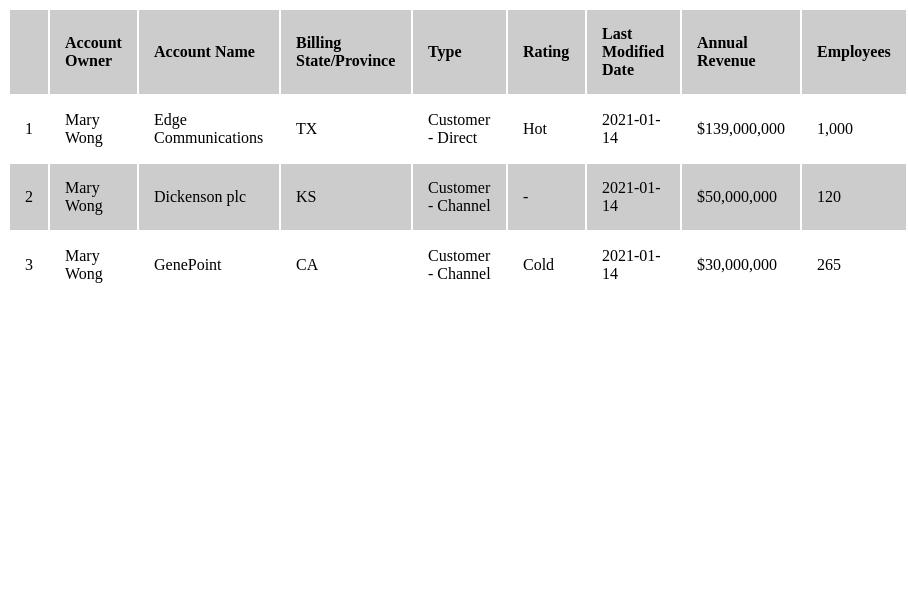 Account Owner	Account Name	Billing State/Province	Type	Rating	Last Modified Date	Annual Revenue	Employees
1	Mary Wong	Edge Communications	TX	Customer - Direct	Hot	2021-01-14	$139,000,000	1,000
2	Mary Wong	Dickenson plc	KS	Customer - Channel	-	2021-01-14	$50,000,000	120
3	Mary Wong	GenePoint	CA	Customer - Channel	Cold	2021-01-14	$30,000,000	265